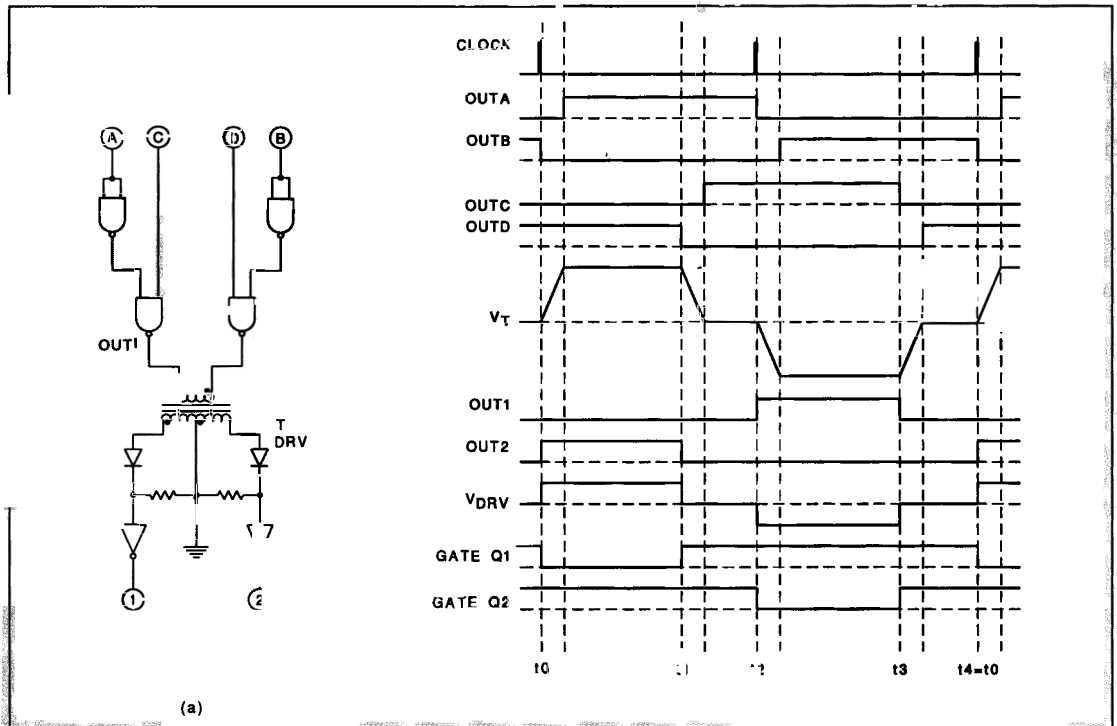 A C D B
OUT1
T
DRV
1 2
(a)
CLOCK
OUTA
OUTB
OUTC
OUTD
VT
OUT1
OUT2
VDRV
GATE Q1
GATE Q2
t0 t3 t4=t0